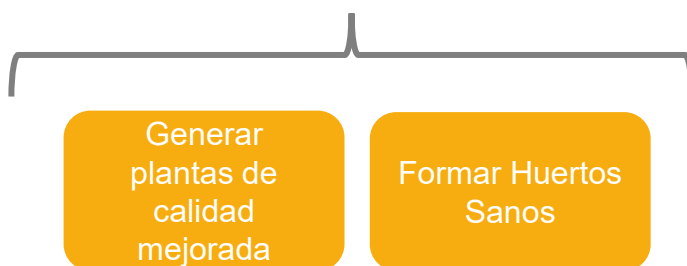 Generar
plantas de
calidad
mejorada
Formar Huertos
Sanos